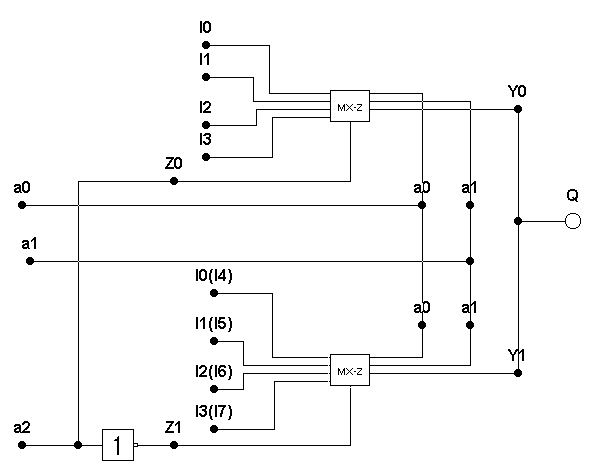 I0
I1
MX-Z
Y0
I2
I3
Z0
a0
a0
a1
Q
a1
I0(I4)
a0
a1
I1(I5)
Y1
I2(I6)
MX-Z
I3(I7)
a2
1
Z1